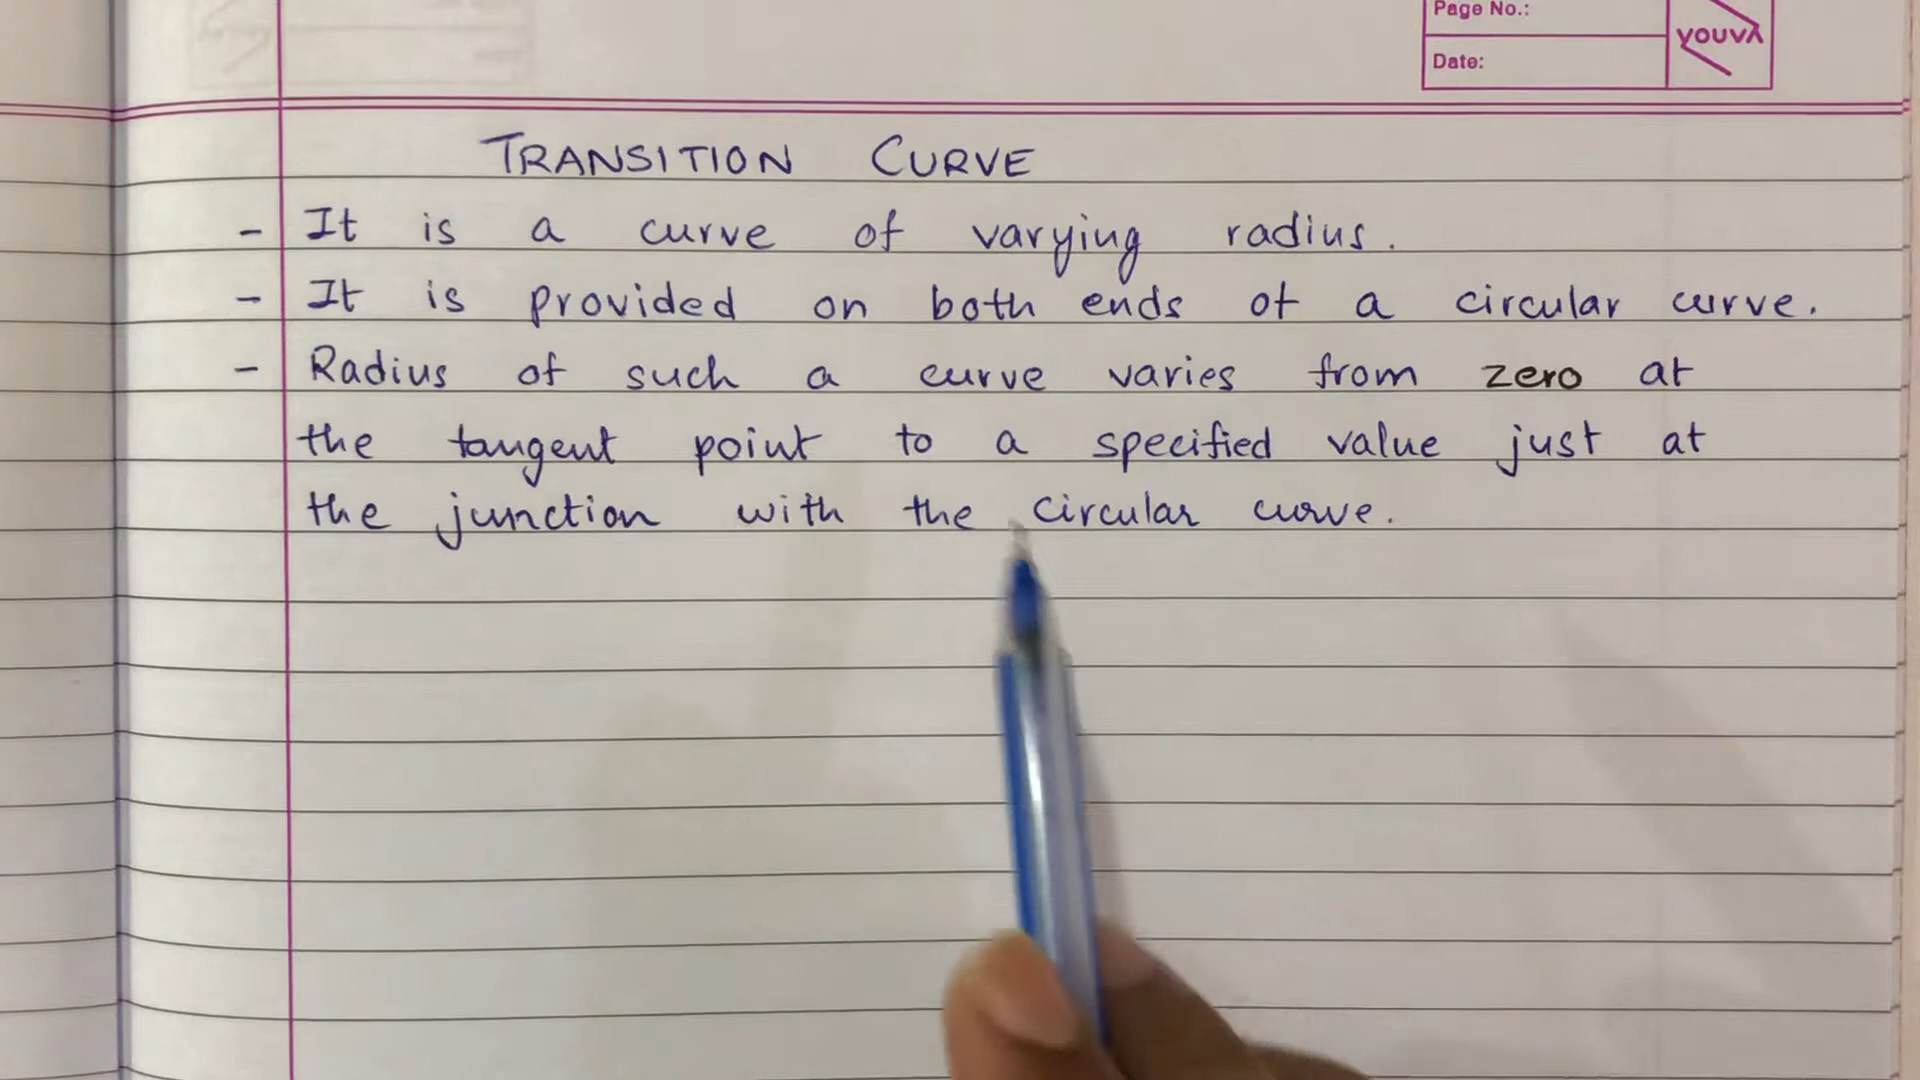 Page No.:
Date:
YOUVA
TRANSITION CURVE
- It is a curve of varying radius.
- It is provided on both ends of a circular curve.
- Radius of such a curve varies from zero at
the tangent point to a specified value just at
the junction with the circular curve.